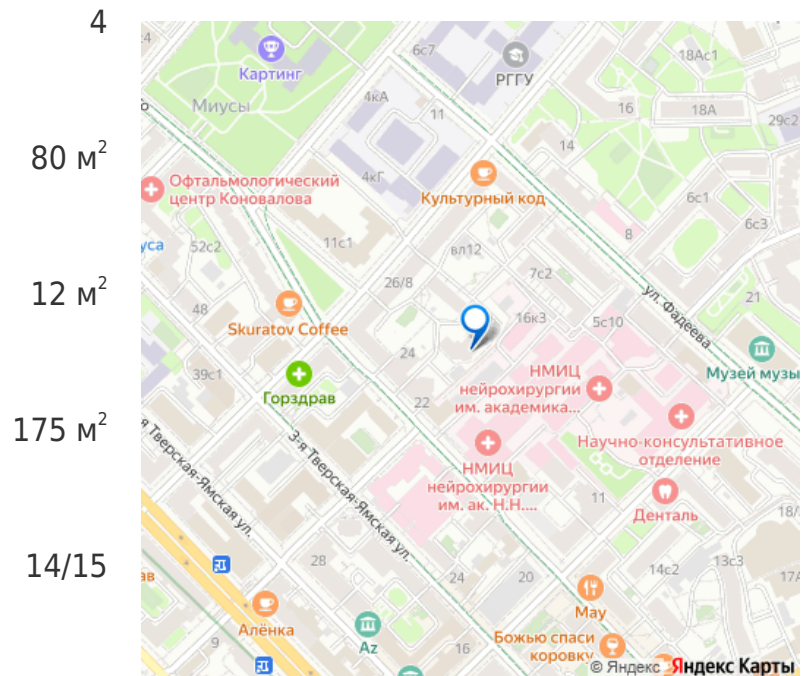 4
80 м²
12 м²
175 м²
14/15
6с7
РГГУ
18Ас1
Картинг
Миусы
4кА
11
16
18А
29с2
14
4кГ
Офтальмологический
центр Коновалова
Культурный код
6с1
6с3
8
11с1
вл12
52с2
26/8
7с2
21
48
Skuratov Coffee
16к3
5с10
ул. Фадеева
24
Музей музы
39с1
Горздрав
22
НМИЦ
нейрохирургии
им. академика...
Научно-консультативное
отделение
я Тверская-Ямская ул.
3-я Тверская-Ямская ул.
НМИЦ
нейрохирургии
им. ак. Н.Н....
11
Денталь
28
24
20
14с2
13с3
May
Алёнка
9
Az
16
Божью спаси
коровку
© Яндекс Яндекс Карты